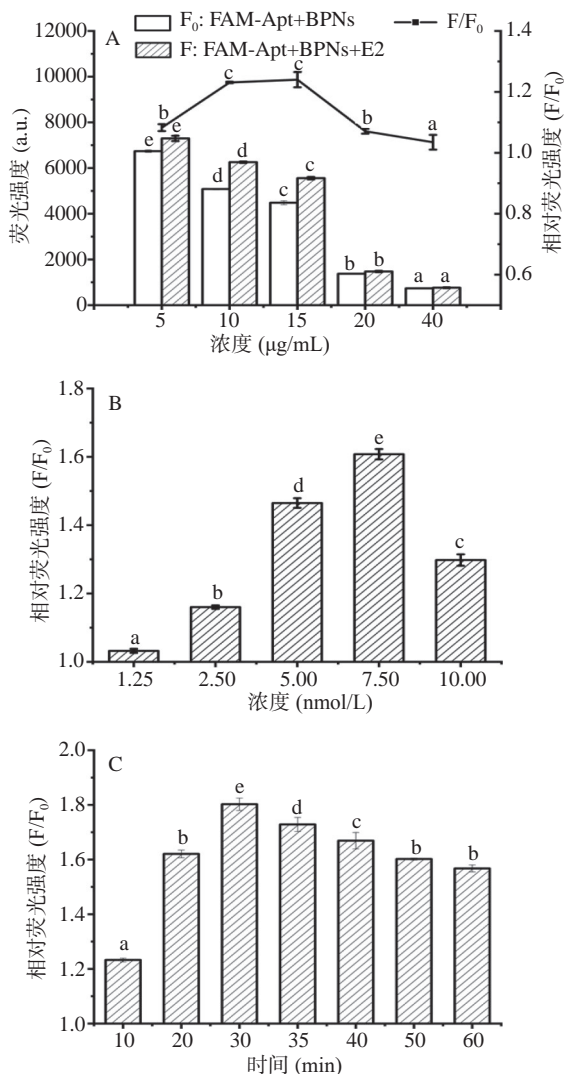 A
F₀: FAM-Apt+BPNs
F: FAM-Apt+BPNs+E2
F/F₀
荧光强度 (a.u.)
12000
10000
8000
6000
4000
2000
0
相对荧光强度 (F/F₀)
1.4
1.2
1.0
0.8
0.6
b c c b a
e e d d c c b b a a
5 10 15 20 40
浓度 (μg/mL)
B
相对荧光强度 (F/F₀)
1.8
1.6
1.4
1.2
1.0
a b d e c
1.25 2.50 5.00 7.50 10.00
浓度 (nmol/L)
C
相对荧光强度 (F/F₀)
2.0
1.8
1.6
1.4
1.2
1.0
a b e d c b b
10 20 30 35 40 50 60
时间 (min)